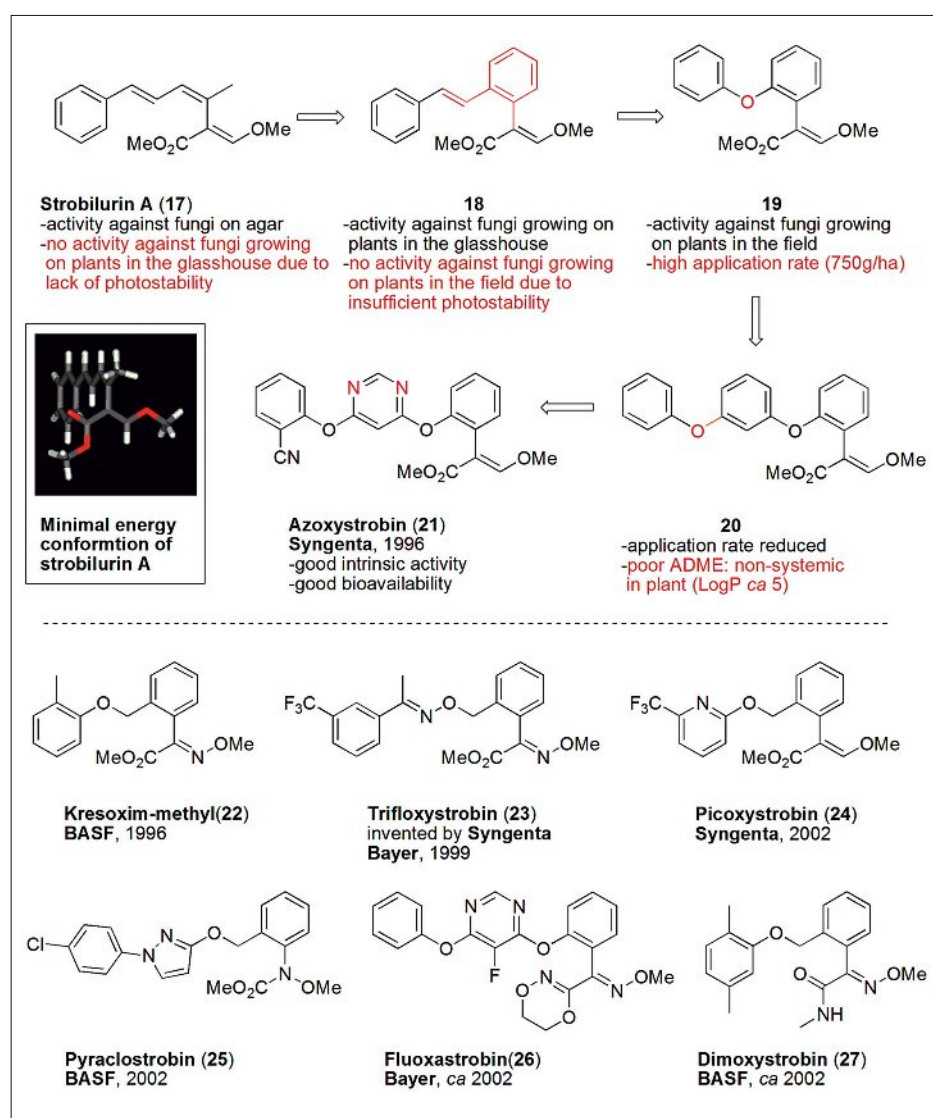 OMe
MeO2C
Strobilurin A (17)
-activity against fungi on agar
-no activity against fungi growing
on plants in the glasshouse due to
lack of photostability
OMe
MeO2C
18
-activity against fungi growing on
plants in the glasshouse
-no activity against fungi growing
on plants in the field due to
insufficient photostability
O
OMe
MeO2C
19
-activity against fungi growing
on plants in the field
-high application rate (750g/ha)
Minimal energy
conformtion of
strobilurin A
N N
O O
CN
MeO2C OMe
Azoxystrobin (21)
Syngenta, 1996
-good intrinsic activity
-good bioavailability
O O
MeO2C OMe
20
-application rate reduced
-poor ADME: non-systemic
in plant (LogP ca 5)
O
MeO2C N OMe
Kresoxim-methyl(22)
BASF, 1996
F3C
N O
MeO2C N OMe
Trifloxystrobin (23)
invented by Syngenta
Bayer, 1999
F3C N O
MeO2C OMe
Picoxystrobin (24)
Syngenta, 2002
Cl
N N O
MeO2C N OMe
Pyraclostrobin (25)
BASF, 2002
N N
O F O
O N O
N OMe
Fluoxastrobin(26)
Bayer, ca 2002
O
O N OMe
NH
Dimoxystrobin (27)
BASF, ca 2002